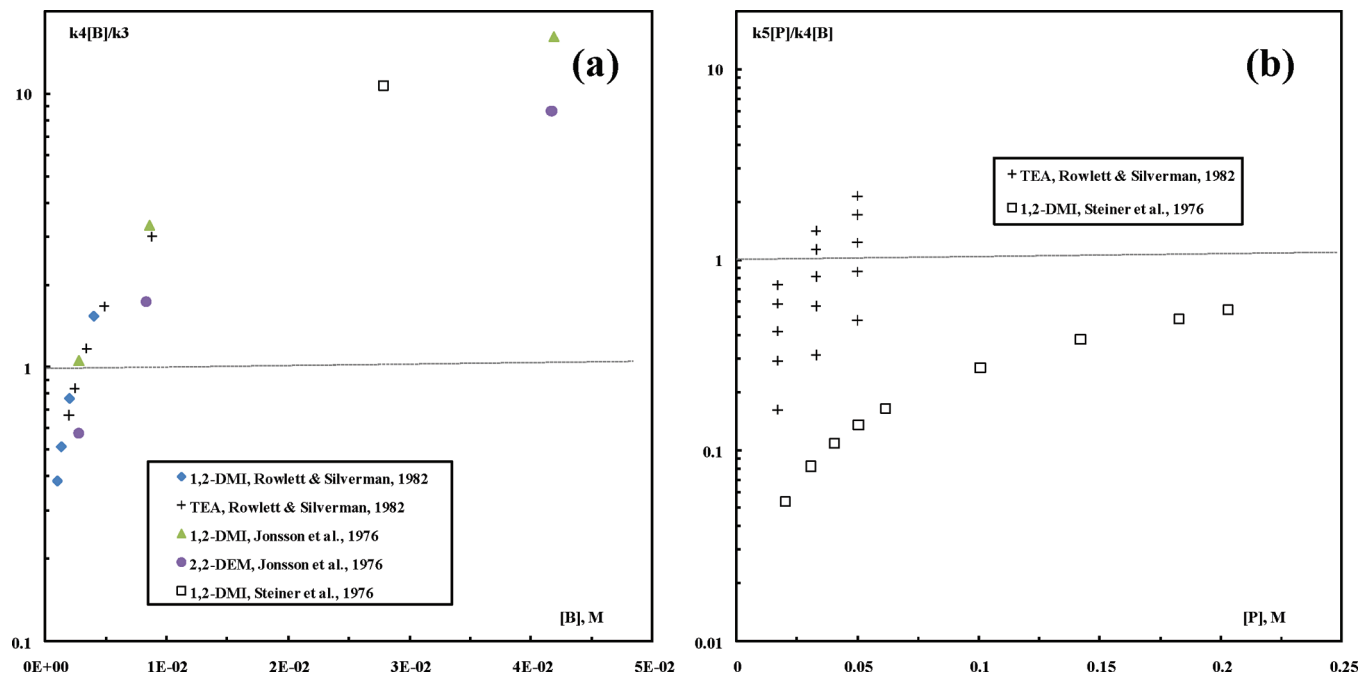 k4[B]/k3
(a)
10
1
0.1
1,2-DMI, Rowlett & Silverman, 1982
TEA, Rowlett & Silverman, 1982
1,2-DMI, Jonsson et al., 1976
2,2-DEM, Jonsson et al., 1976
1,2-DMI, Steiner et al., 1976
[B], M
0E+00 1E-02 2E-02 3E-02 4E-02 5E-02
k5[P]/k4[B]
(b)
10
1
0.1
0.01
TEA, Rowlett & Silverman, 1982
1,2-DMI, Steiner et al., 1976
[P], M
0 0.05 0.1 0.15 0.2 0.25